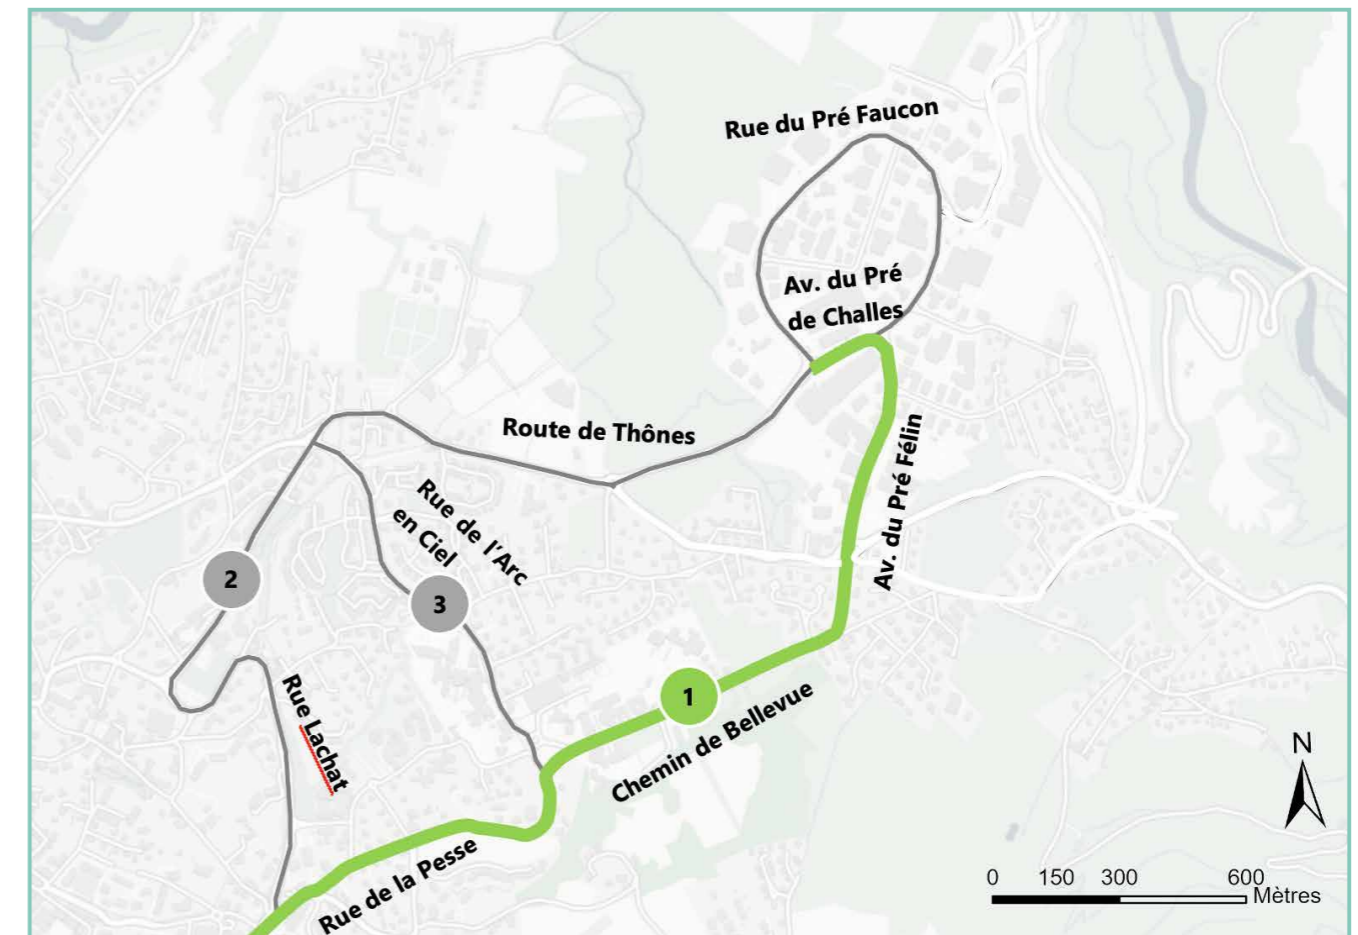 Rue du Pré Faucon
Av. du Pré
de Challes
Route de Thônes
Av. du Pré Félin
Rue de l'Arc
en Ciel
2
3
1
Rue Lachat
Chemin de Bellevue
Rue de la Pesse
N
0 150 300 600
Mètres